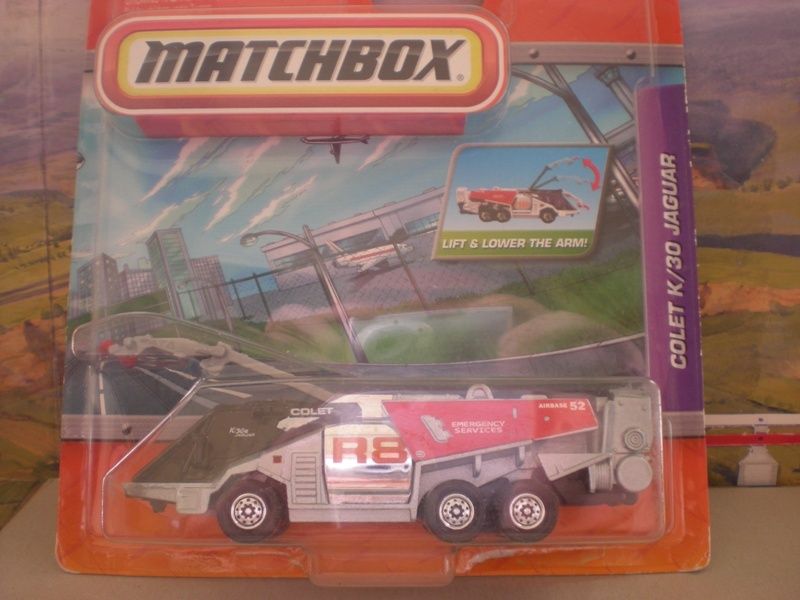 MATCHBOX®
LIFT & LOWER THE ARM!
COLET K/30 JAGUAR
COLET
AIRBASE 52
EMERGENCY
SERVICES
R8